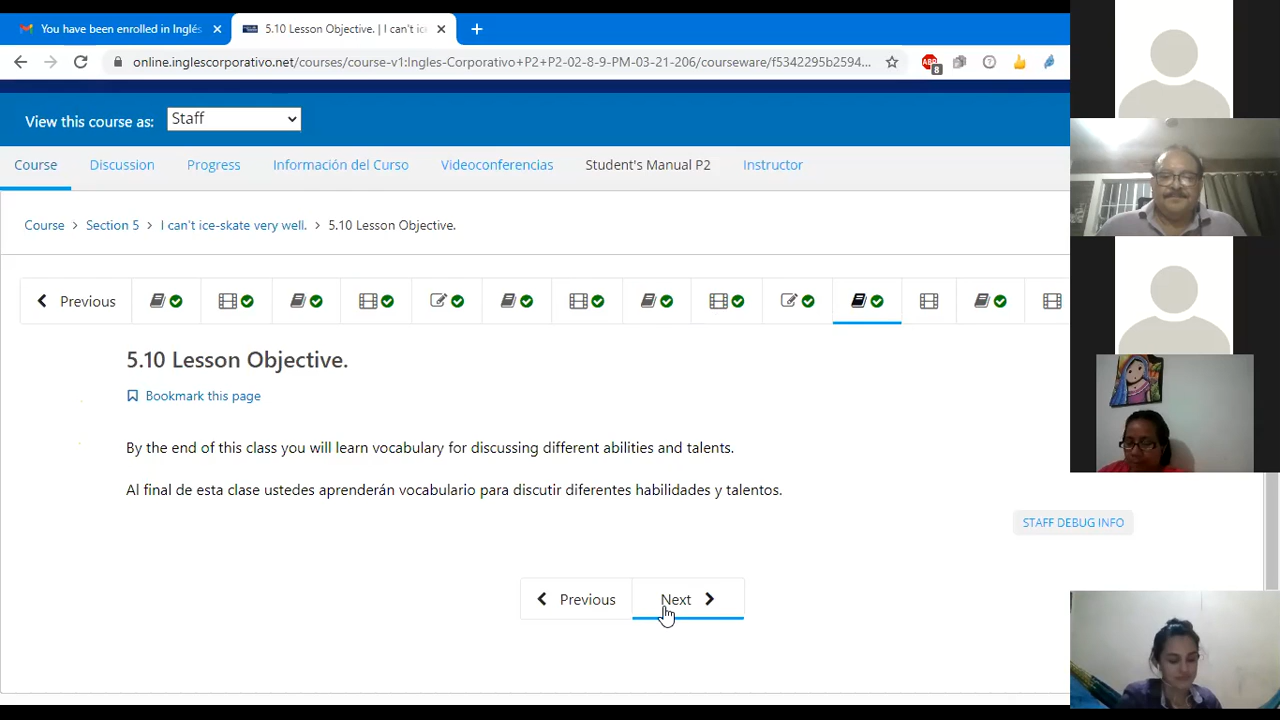 You have been enrolled in Inglés
5.10 Lesson Objective. | I can't ice
online.inglescorporativo.net/courses/course-v1:Ingles-Corporativo+P2+P2-02-8-9-PM-03-21-206/courseware/f5342295b2594...
ABP
8
View this course as:
Staff
Course
Discussion
Progress
Información del Curso
Videoconferencias
Student's Manual P2
Instructor
Course > Section 5 > I can't ice-skate very well. > 5.10 Lesson Objective.
Previous
5.10 Lesson Objective.
Bookmark this page
By the end of this class you will learn vocabulary for discussing different abilities and talents.
Al final de esta clase ustedes aprenderán vocabulario para discutir diferentes habilidades y talentos.
STAFF DEBUG INFO
Previous
Next